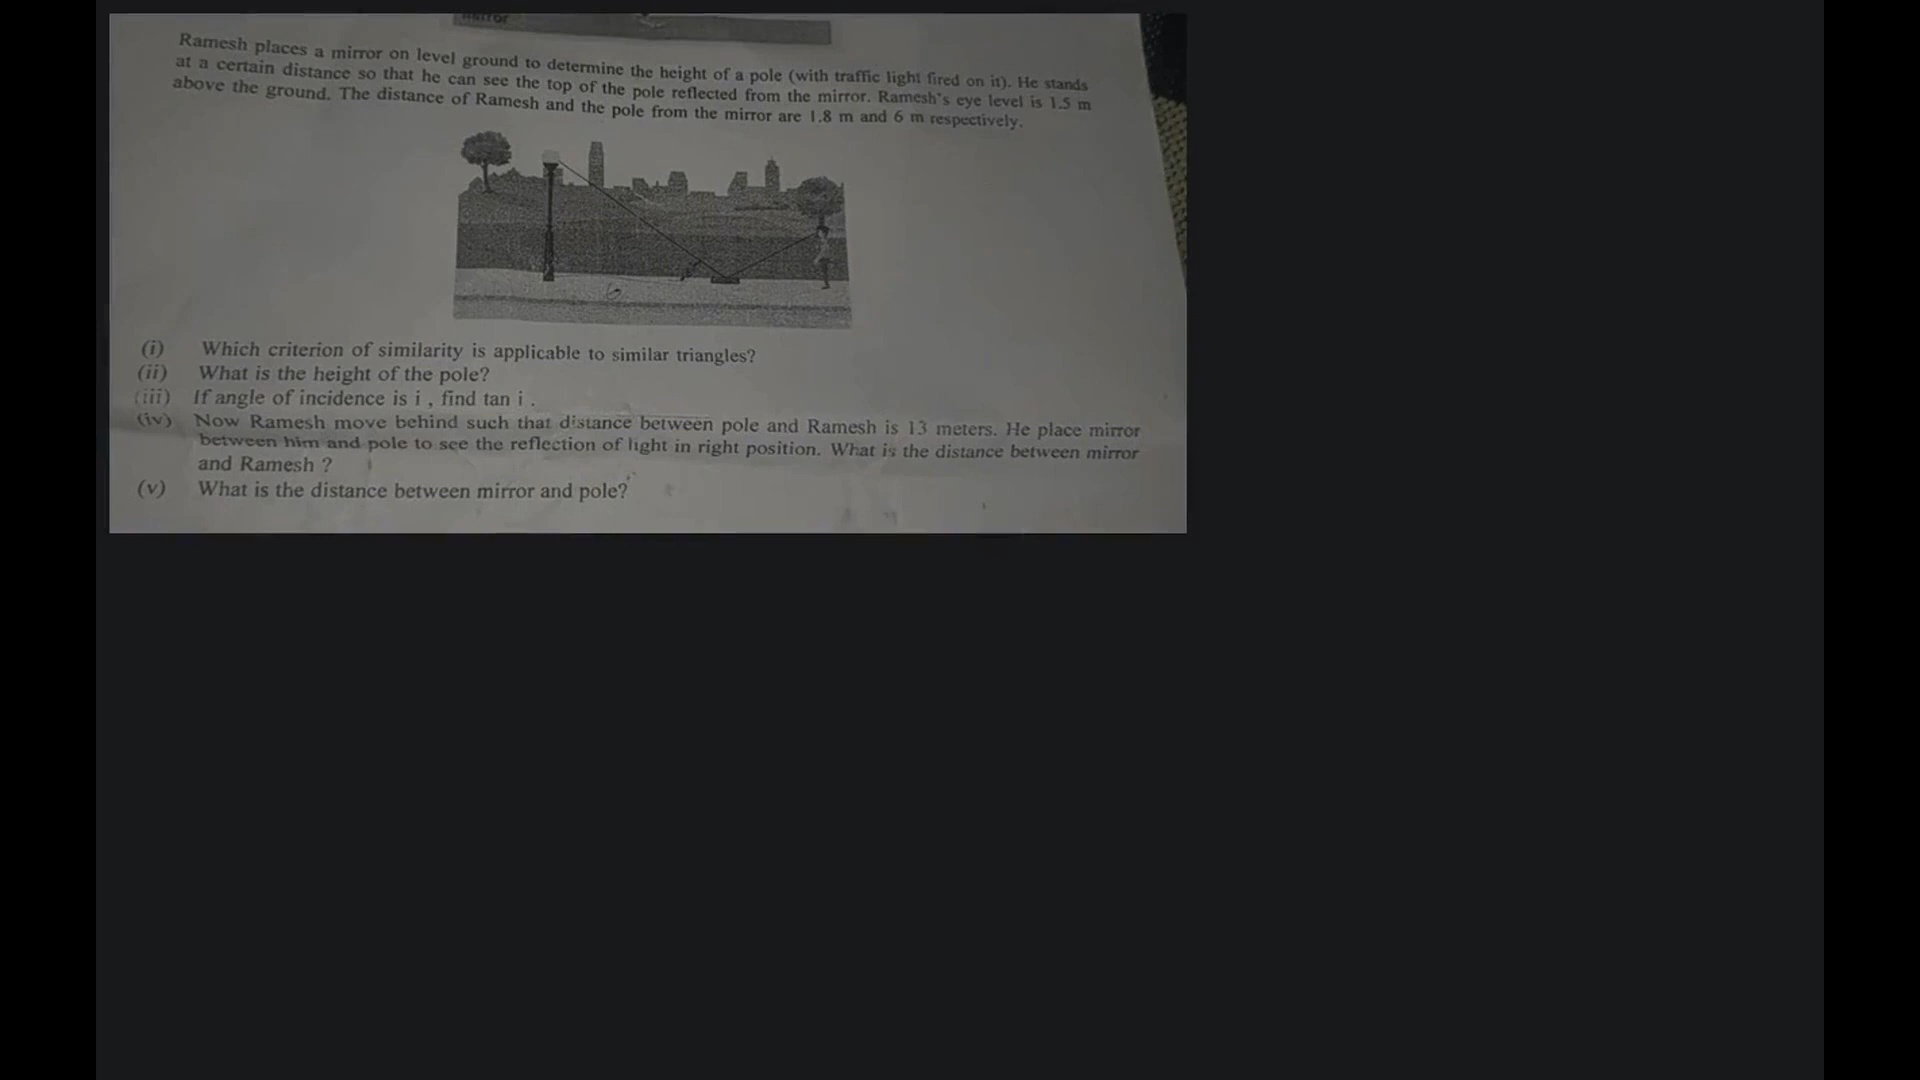 mirror
Ramesh places a mirror on level ground to determine the height of a pole (with traffic light fired on it). He stands
at a certain distance so that he can see the top of the pole reflected from the mirror. Ramesh's eye level is 1.5 m
above the ground. The distance of Ramesh and the pole from the mirror are 1.8 m and 6 m respectively.
6
(i) Which criterion of similarity is applicable to similar triangles?
(ii) What is the height of the pole?
(iii) If angle of incidence is i , find tan i .
(iv) Now Ramesh move behind such that distance between pole and Ramesh is 13 meters. He place mirror
between him and pole to see the reflection of light in right position. What is the distance between mirror
and Ramesh ?
(v) What is the distance between mirror and pole?